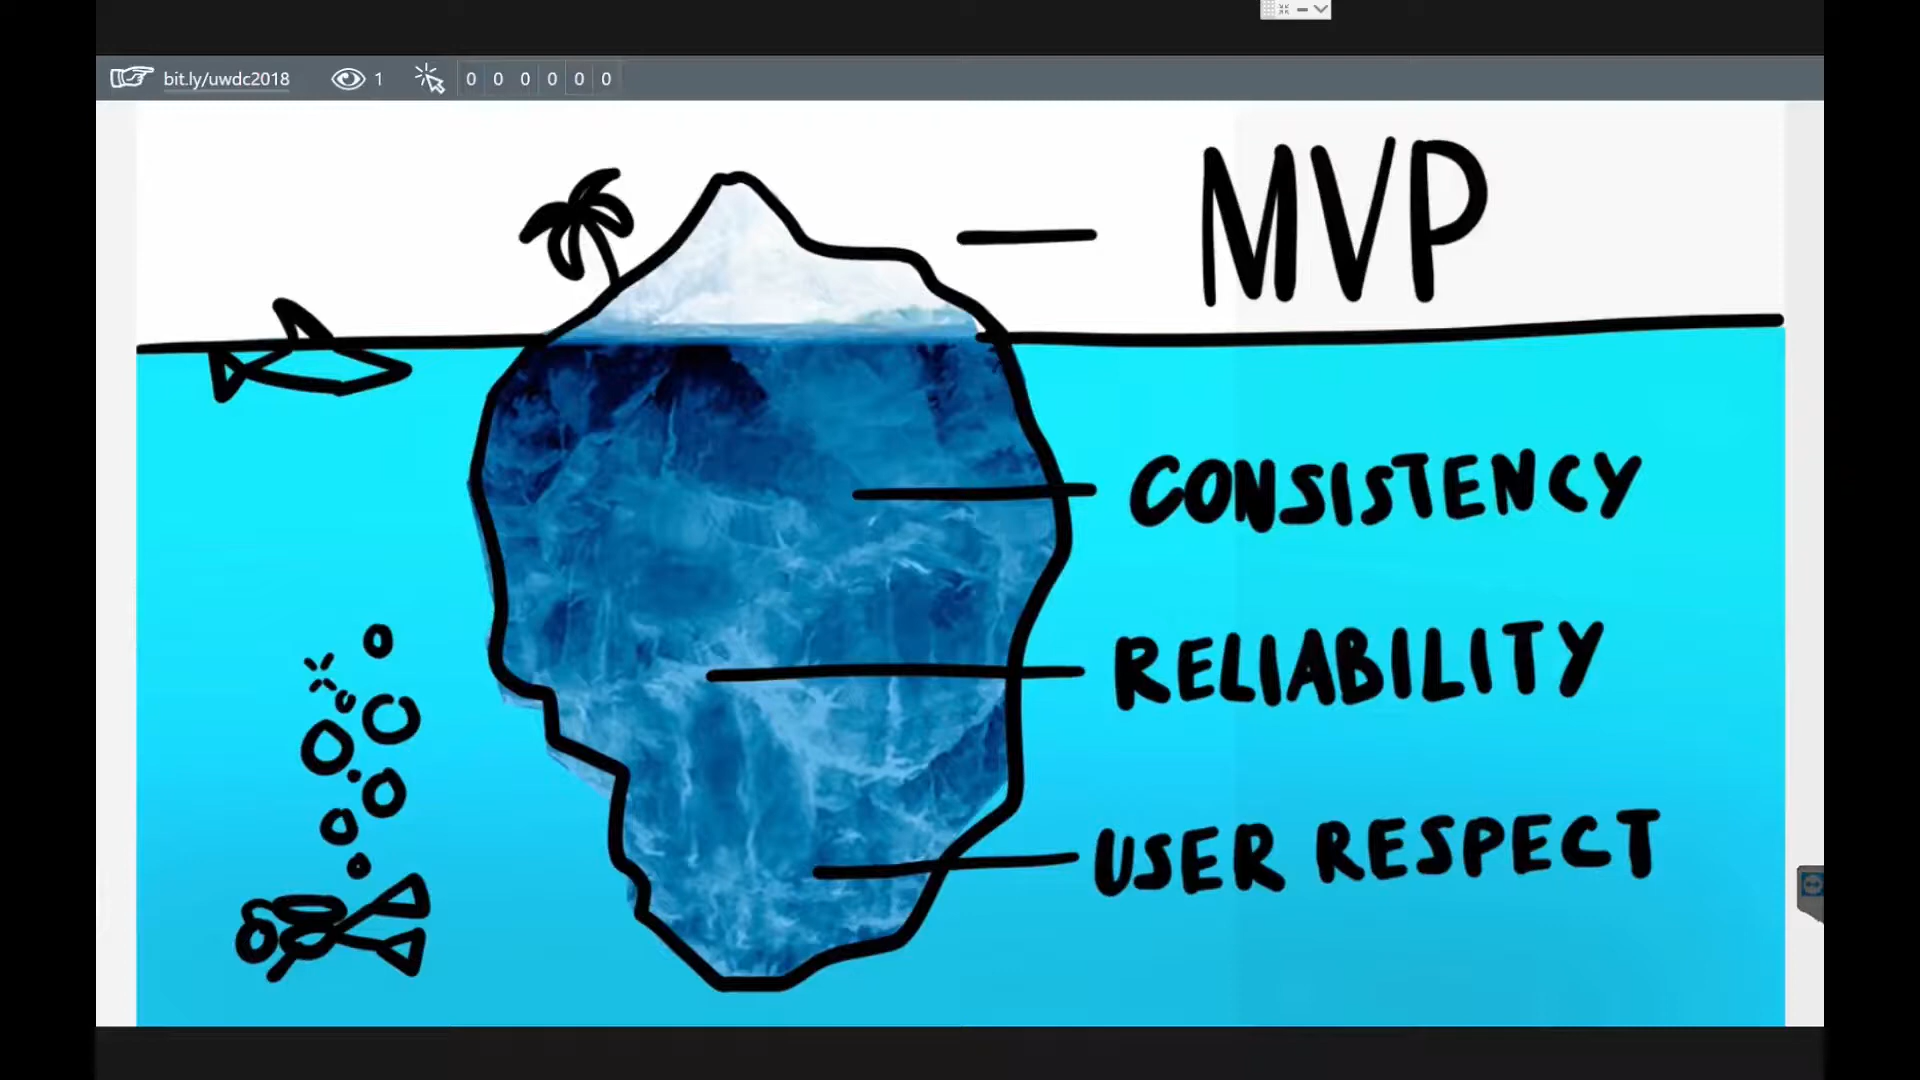 bit.ly/uwdc2018 1 0 0 0 0 0 0
MVP
CONSISTENCY
RELIABILITY
USER RESPECT